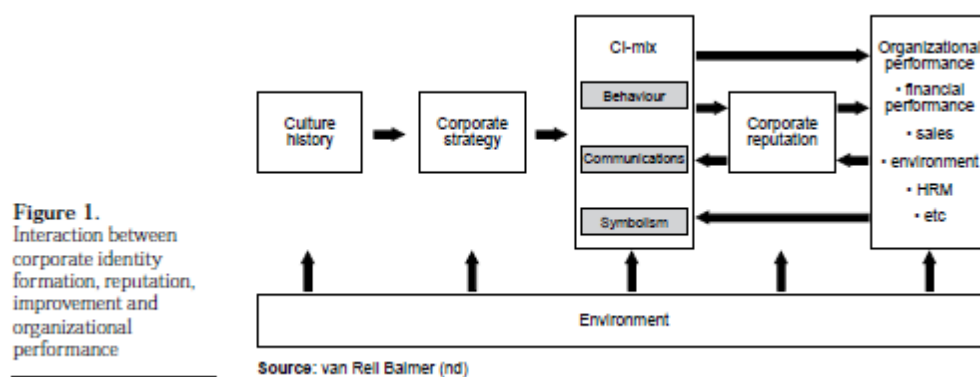 CI-mix
Organizational
performance
• financial
performance
• sales
• environment
• HRM
• etc
Behaviour
Culture
history
Corporate
strategy
Corporate
reputation
Communications
Symbolism
Figure 1.
Interaction between
corporate identity
formation, reputation,
improvement and
organizational
performance
Environment
Source: van Reil Balmer (nd)